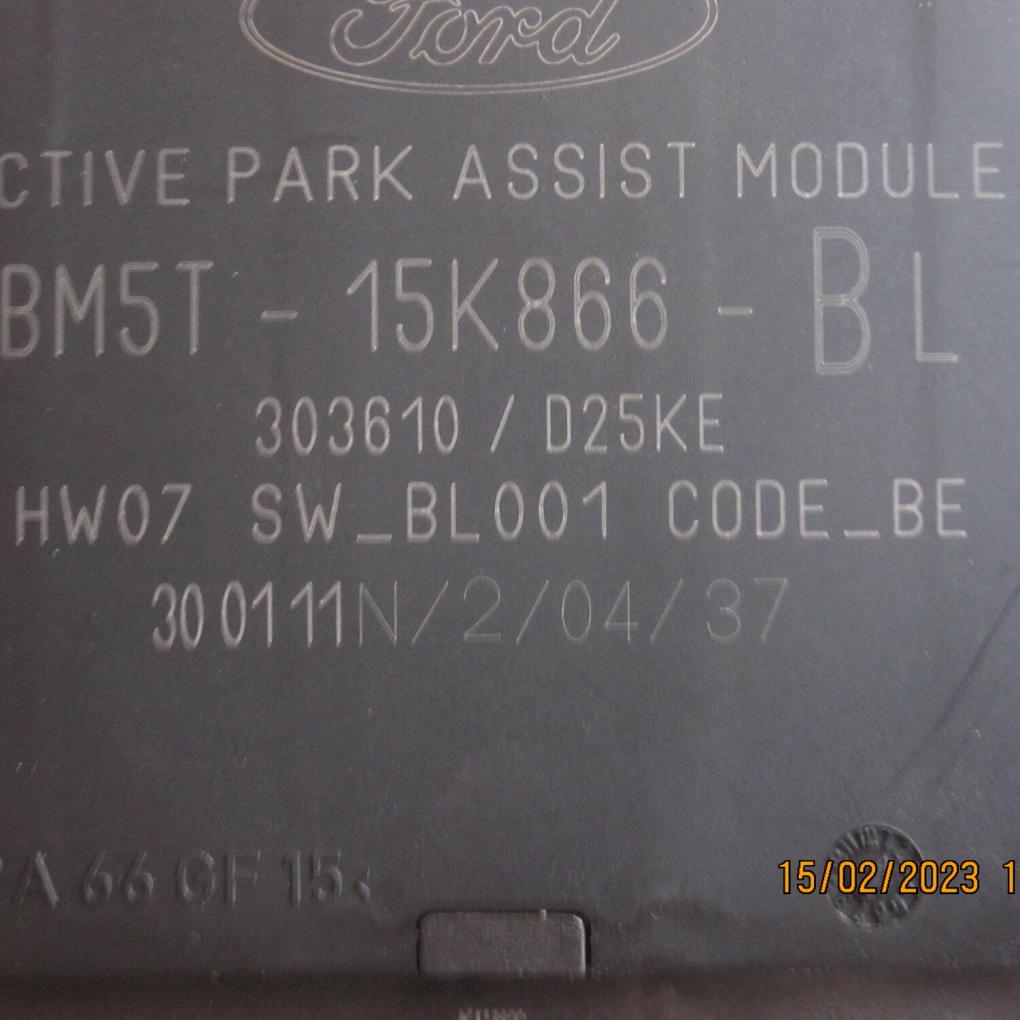 Ford
CTIVE PARK ASSIST MODULE
BM5T - 15K866 - BL
303610 / D25KE
HW07 SW_BL001 CODE_BE
300111N/2/04/37
A 66 GF 15<
15/02/2023 1